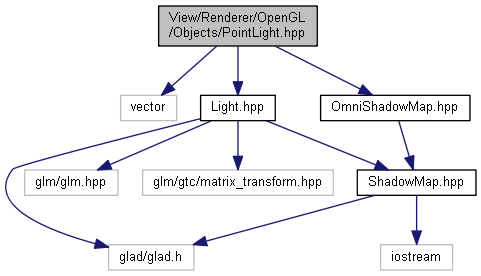 View/Renderer/OpenGL
/Objects/PointLight.hpp
vector
Light.hpp
OmniShadowMap.hpp
glm/glm.hpp
glm/gtc/matrix_transform.hpp
ShadowMap.hpp
glad/glad.h
iostream